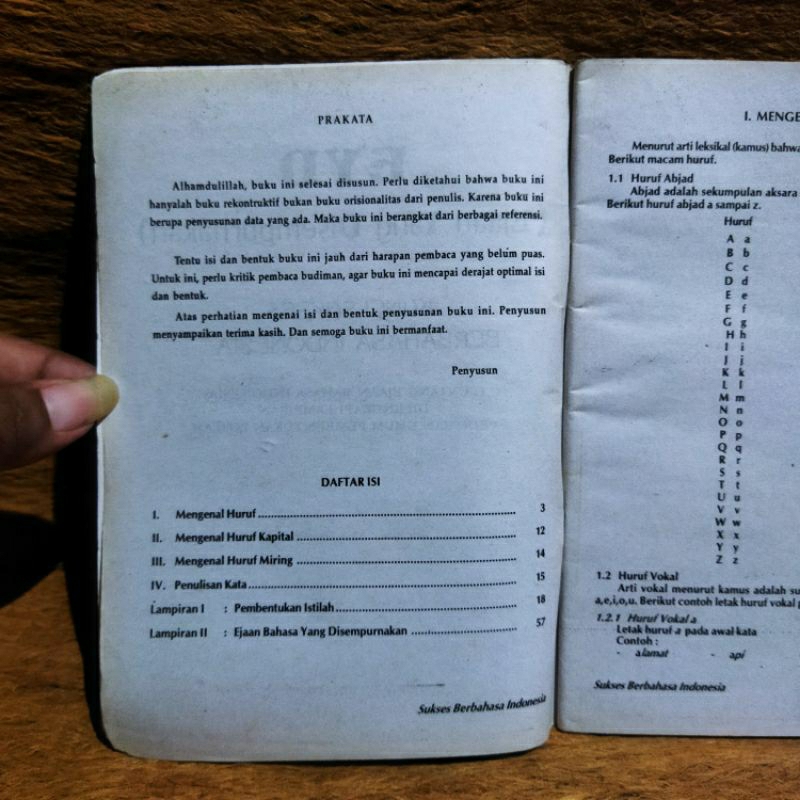 PRAKATA
Alhamdulillah, buku ini selesai disusun. Perlu diketahui bahwa buku ini
hanyalah buku rekontruktif bukan buku orisionalitas dari penulis. Karena buku ini
berupa penyusunan data yang ada. Maka buku ini berangkat dari berbagai referensi.
Tentu isi dan bentuk buku ini jauh dari harapan pembaca yang belum puas.
Untuk ini, perlu kritik pembaca budiman, agar buku ini mencapai derajat optimal isi
dan bentuk.
Atas perhatian mengenai isi dan bentuk penyusunan buku ini. Penyusun
menyampaikan terima kasih. Dan semoga buku ini bermanfaat.
Penyusun
DAFTAR ISI
I. Mengenal Huruf ........ 3
II. Mengenal Huruf Kapital ........ 12
III. Mengenal Huruf Miring ........ 14
IV. Penulisan Kata ........ 15
Lampiran I : Pembentukan Istilah ........ 18
Lampiran II : Ejaan Bahasa Yang Disempurnakan ........ 57
Sukses Berbahasa Indonesia
I. MENGE
Menurut arti leksikal (kamus) bahwa
Berikut macam huruf.
1.1 Huruf Abjad
Abjad adalah sekumpulan aksara
Berikut huruf abjad a sampai z.
Huruf
A a
B b
C c
D d
E e
F f
G g
H h
I i
J j
K k
L l
M m
N n
O o
P p
Q q
R r
S s
T t
U u
V v
W w
X x
Y y
Z z
1.2 Huruf Vokal
Arti vokal menurut kamus adalah su
a,e,i,o,u. Berikut contoh letak huruf vokal
1.2.1 Huruf Vokal a
Letak huruf a pada awal kata
Contoh :
- alamat - api
Sukses Berbahasa Indonesia